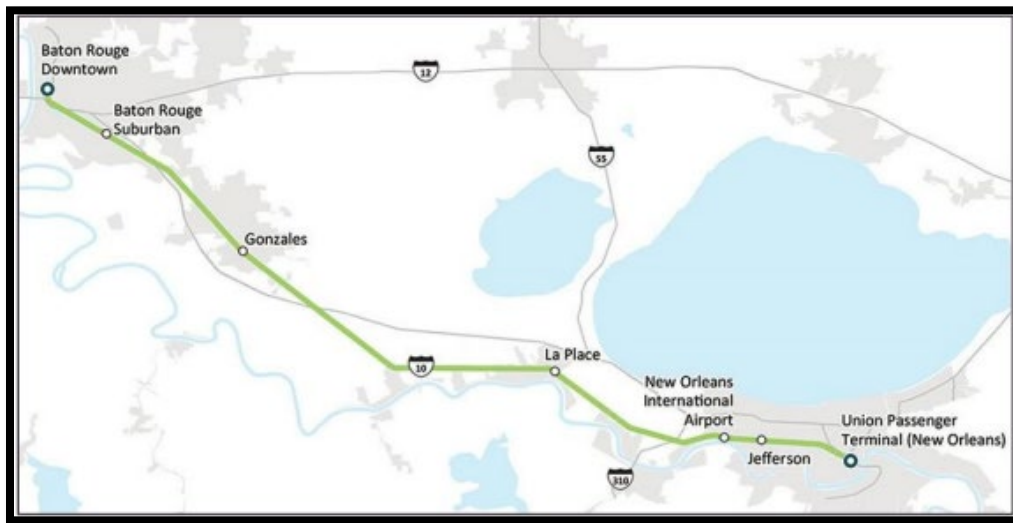 Baton Rouge
Downtown
12
Baton Rouge
Suburban
55
Gonzales
La Place
10
New Orleans
International
Airport
Union Passenger
Terminal (New Orleans)
Jefferson
310